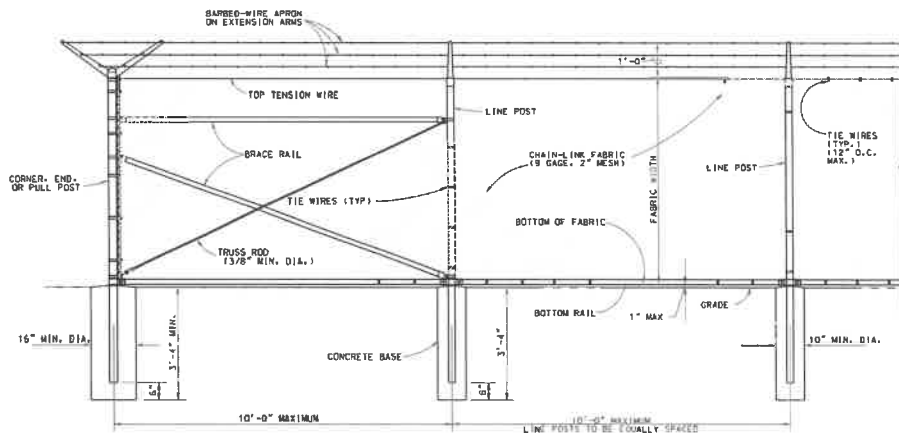 BARBED-WIRE APRON
ON EXTENSION ARMS
1'-0"
TOP TENSION WIRE
LINE POST
BRACE RAIL
CHAIN-LINK FABRIC
(9 GAGE, 2" MESH)
TIE WIRES
(TYP.)
(12" O.C.
MAX.)
LINE POST
CORNER, END,
OR PULL POST
FABRIC WIDTH
TIE WIRES (TYP)
BOTTOM OF FABRIC
TRUSS ROD
(3/8" MIN. DIA.)
BOTTOM RAIL
1" MAX
GRADE
16" MIN. DIA.
3'-4" MIN.
CONCRETE BASE
3'-4"
10" MIN. DIA.
6"
6"
10'-0" MAXIMUM
10'-0" MAXIMUM
LINE POSTS TO BE EQUALLY SPACED